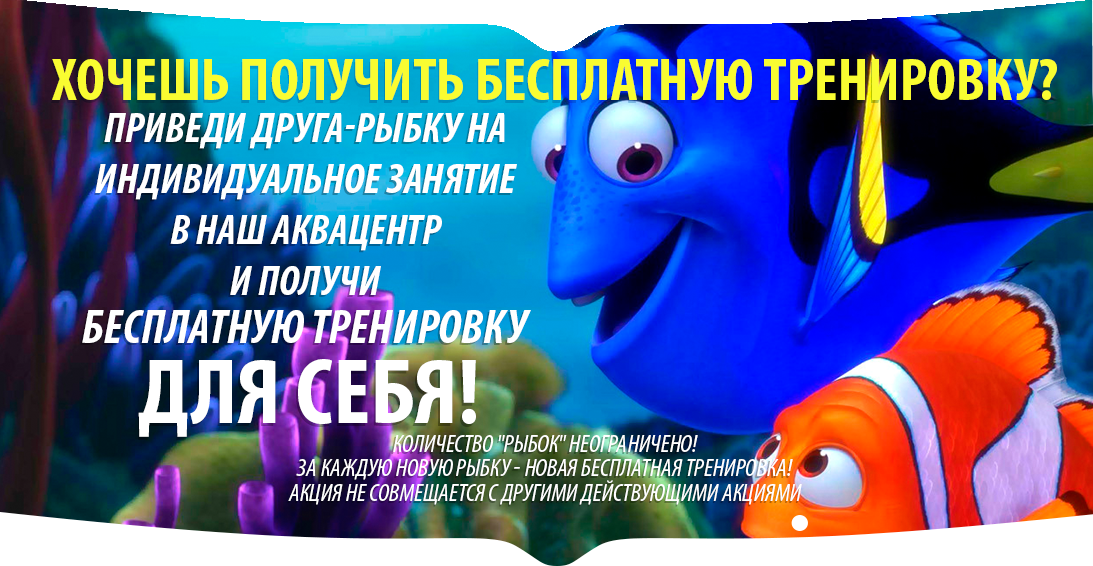 ХОЧЕШЬ ПОЛУЧИТЬ БЕСПЛАТНУЮ ТРЕНИРОВКУ?
ПРИВЕДИ ДРУГА-РЫБКУ НА
ИНДИВИДУАЛЬНОЕ ЗАНЯТИЕ
В НАШ АКВАЦЕНТР
И ПОЛУЧИ
БЕСПЛАТНУЮ ТРЕНИРОВКУ
ДЛЯ СЕБЯ!
КОЛИЧЕСТВО "РЫБОК" НЕОГРАНИЧЕНО!
ЗА КАЖДУЮ НОВУЮ РЫБКУ - НОВАЯ БЕСПЛАТНАЯ ТРЕНИРОВКА!
АКЦИЯ НЕ СОВМЕЩАЕТСЯ С ДРУГИМИ ДЕЙСТВУЮЩИМИ АКЦИЯМИ